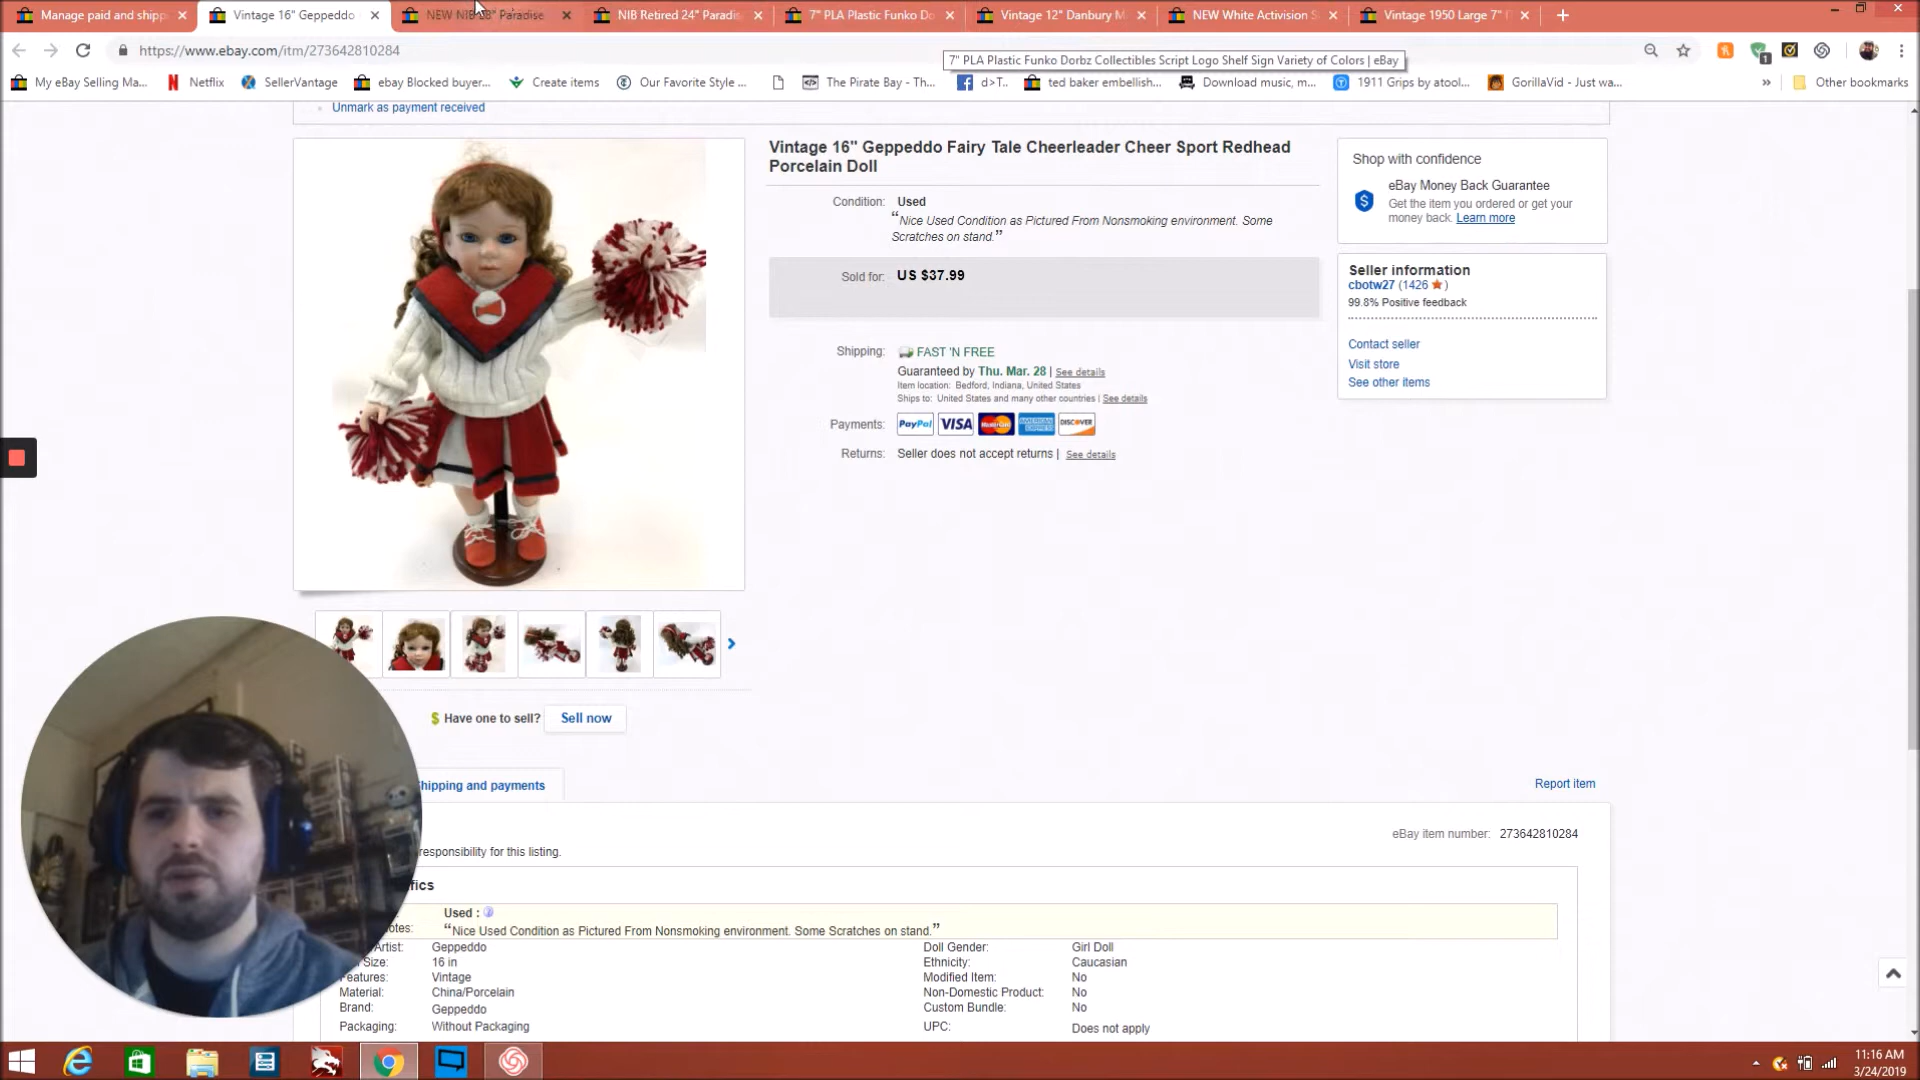 Manage paid and shipp
Vintage 16" Geppeddo
NEW NIB 28" Paradise
NIB Retired 24" Paradis
7" PLA Plastic Funko Do
Vintage 12" Danbury M
NEW White Activision S
Vintage 1950 Large 7"
https://www.ebay.com/itm/273642810284
7" PLA Plastic Funko Dorbz Collectibles Script Logo Shelf Sign Variety of Colors | eBay
My eBay Selling Ma...
Netflix
SellerVantage
ebay Blocked buyer...
Create items
Our Favorite Style ...
The Pirate Bay - Th...
d>T...
ted baker embellish...
Download music, m...
1911 Grips by atool...
GorillaVid - Just wa...
»
Other bookmarks
Unmark as payment received
Vintage 16" Geppeddo Fairy Tale Cheerleader Cheer Sport Redhead
Porcelain Doll
Condition: Used
“Nice Used Condition as Pictured From Nonsmoking environment. Some
Scratches on stand.”
Sold for: US $37.99
Shipping: FAST 'N FREE
Guaranteed by Thu. Mar. 28 | See details
Item location: Bedford, Indiana, United States
Ships to: United States and many other countries | See details
Payments: PayPal VISA MasterCard AMERICAN EXPRESS DISCOVER
Returns: Seller does not accept returns | See details
Shop with confidence
eBay Money Back Guarantee
Get the item you ordered or get your
money back. Learn more
Seller information
cbotw27 (1426 ★ )
99.8% Positive feedback
Contact seller
Visit store
See other items
$ Have one to sell? Sell now
hipping and payments
Report item
eBay item number: 273642810284
responsibility for this listing.
fics
Used :
otes: “Nice Used Condition as Pictured From Nonsmoking environment. Some Scratches on stand.”
Artist: Geppeddo
Doll Gender: Girl Doll
Size: 16 in
Ethnicity: Caucasian
Features: Vintage
Modified Item: No
Material: China/Porcelain
Non-Domestic Product: No
Brand: Geppeddo
Custom Bundle: No
Packaging: Without Packaging
UPC: Does not apply
11:16 AM
3/24/2019